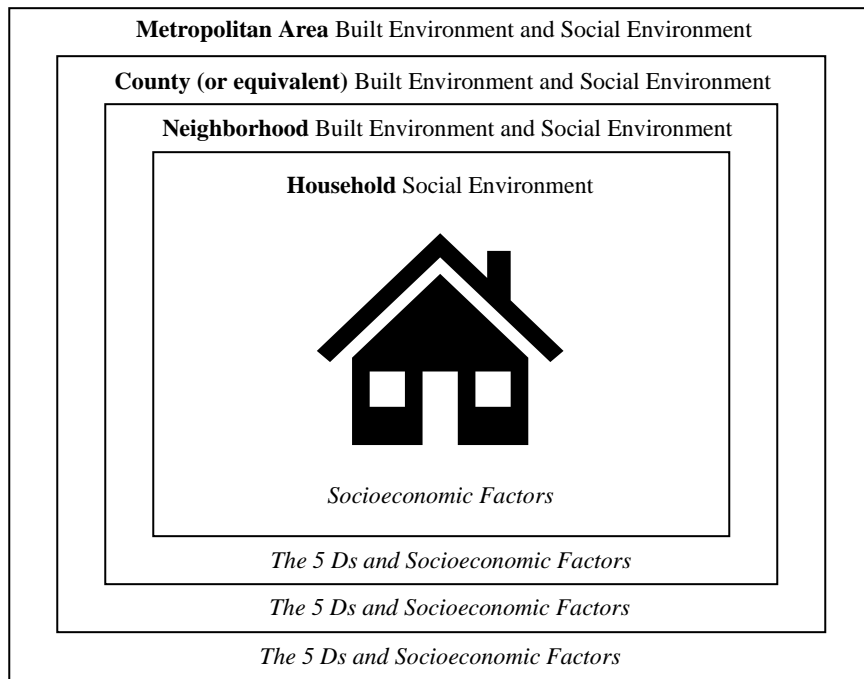 Metropolitan Area Built Environment and Social Environment
County (or equivalent) Built Environment and Social Environment
Neighborhood Built Environment and Social Environment
Household Social Environment
Socioeconomic Factors
The 5 Ds and Socioeconomic Factors
The 5 Ds and Socioeconomic Factors
The 5 Ds and Socioeconomic Factors